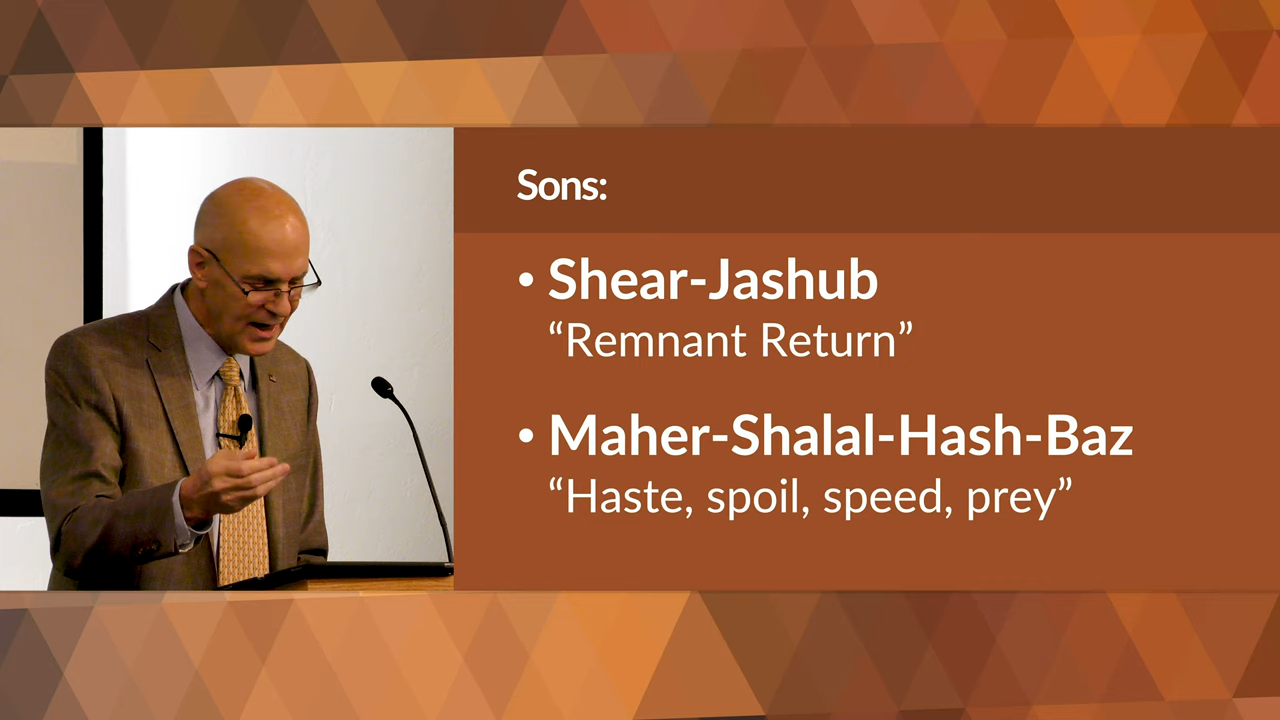 Sons:
• Shear-Jashub
“Remnant Return”
• Maher-Shalal-Hash-Baz
“Haste, spoil, speed, prey”